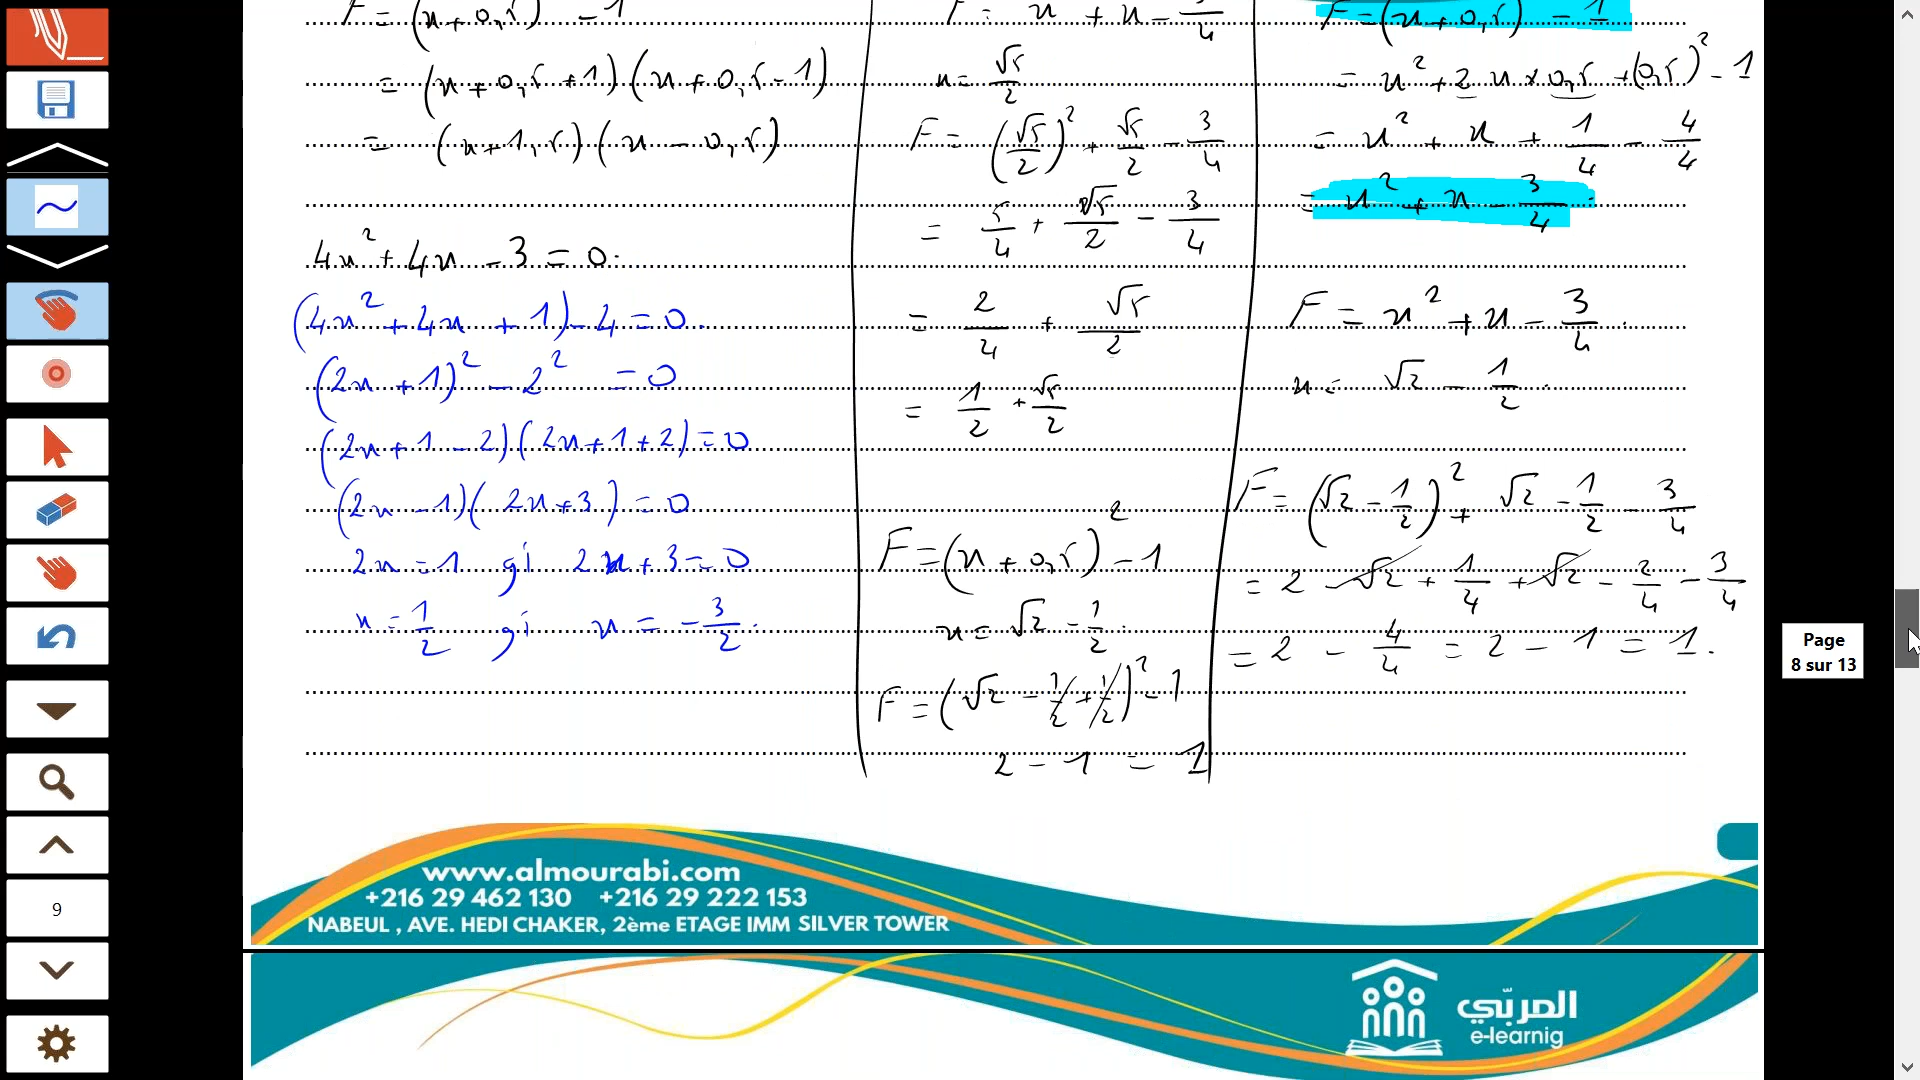 F = (x+0,5) - 1
= (x+0,5+1)(x+0,5-1)
= (x+1,5)(x-0,5)
4x² + 4x - 3 = 0.
(4x² + 4x + 1) - 4 = 0.
(2x + 1)² - 2² = 0
(2x + 1 - 2)(2x + 1 + 2) = 0
(2x - 1)(2x + 3) = 0
2x = 1 أو 2x + 3 = 0
x = 1/2 أو x = -3/2.
x = √5/2
F = (√5/2)² + √5/2 - 3/4
= 5/4 + √5/2 - 3/4
= 2/4 + √5/2
= 1/2 + √5/2
F = (x+0,5)² - 1
x = √2 - 1/2.
F = (√2 - 1/2 + 1/2)² - 1
2 - 1 = 1
F = (x+0,5) - 1
= x² + 2x × 0,5 + (0,5)² - 1
= x² + x + 1/4 - 4/4
= x² + x - 3/4.
F = x² + x - 3/4.
x = √2 - 1/2.
F = (√2 - 1/2)² + √2 - 1/2 - 3/4
= 2 - √2 + 1/4 + √2 - 2/4 - 3/4
= 2 - 4/4 = 2 - 1 = 1.
Page
8 sur 13
9
www.almourabi.com
+216 29 462 130 +216 29 222 153
NABEUL , AVE. HEDI CHAKER, 2ème ETAGE IMM SILVER TOWER
المربّي
e-learnig